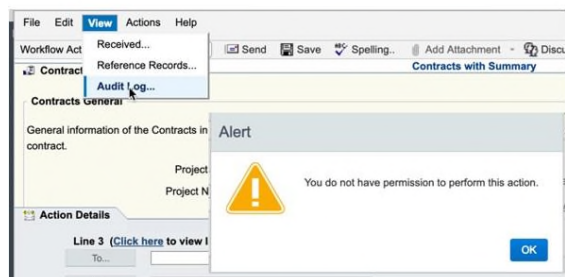 File Edit View Actions Help
Workflow Act Send Save Spelling.. Add Attachment - Discu
Received...
Reference Records...
Audit Log...
Contract Contracts with Summary
Contracts General
General information of the Contracts in
contract.
Project
Project N
Alert
You do not have permission to perform this action.
OK
Action Details
Line 3 (Click here to view l
To...